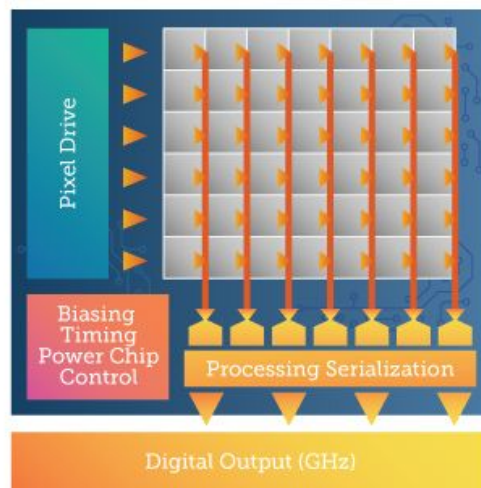 Pixel Drive
Biasing
Timing
Power Chip
Control
Processing Serialization
Digital Output (GHz)